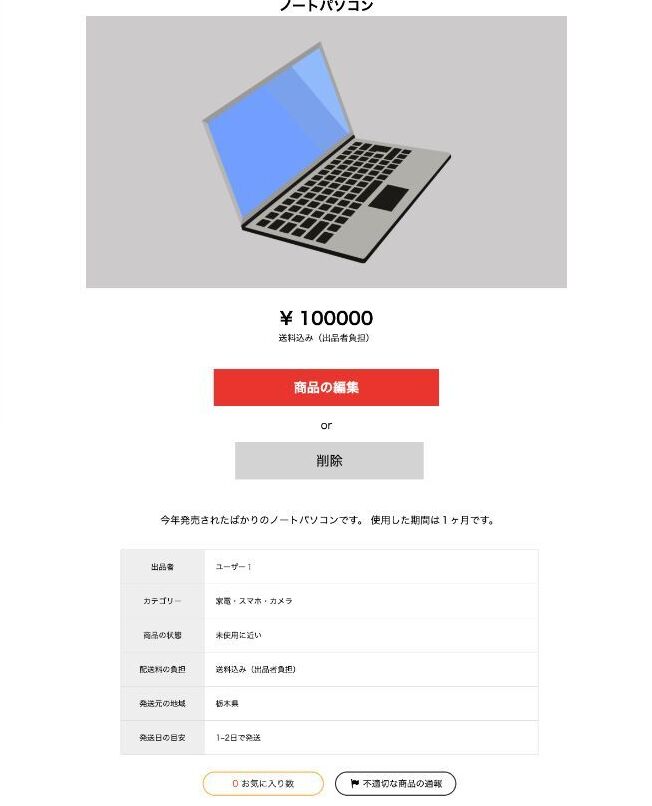 ノートパソコン
¥ 100000
送料込み（出品者負担）
商品の編集
or
削除
今年発売されたばかりのノートパソコンです。 使用した期間は１ヶ月です。
出品者 ユーザー１
カテゴリー 家電・スマホ・カメラ
商品の状態 未使用に近い
配送料の負担 送料込み（出品者負担）
発送元の地域 栃木県
発送日の目安 1~2日で発送
0 お気に入り数 不適切な商品の通報